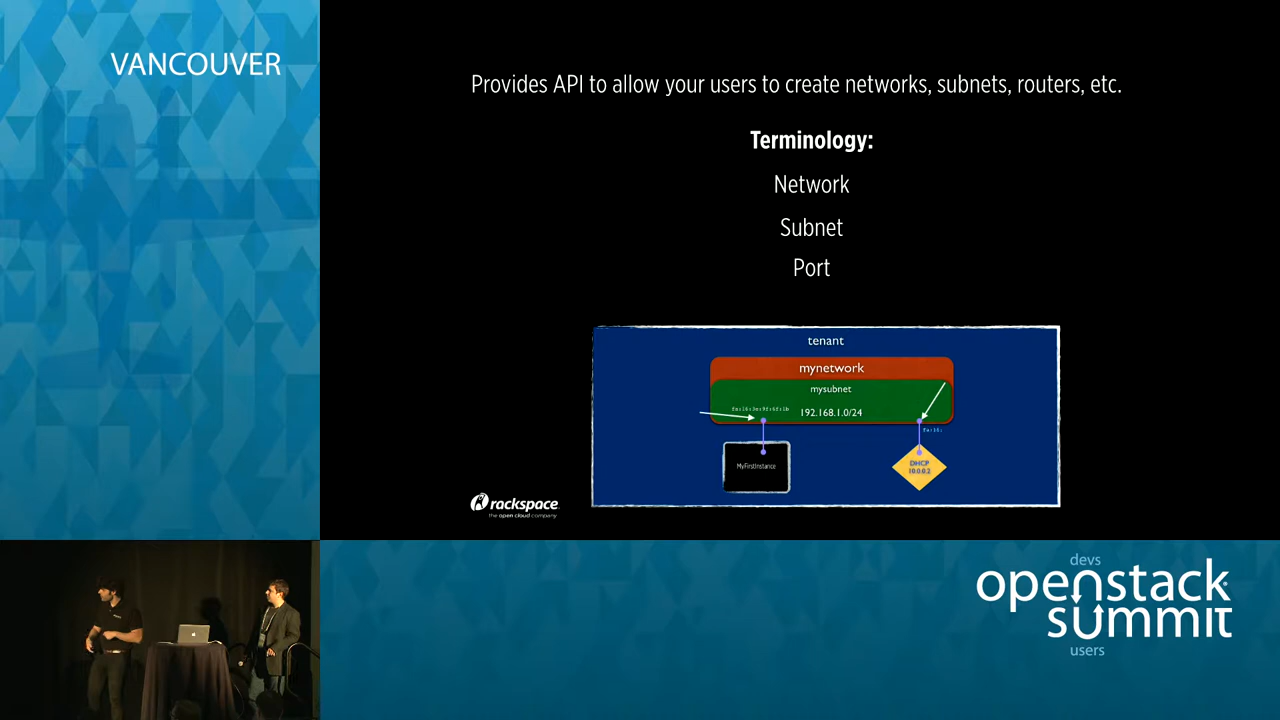 VANCOUVER
Provides API to allow your users to create networks, subnets, routers, etc.
Terminology:
Network
Subnet
Port
tenant
mynetwork
mysubnet
192.168.1.0/24
fa:16:
MyFirstInstance
DHCP
10.0.0.2
rackspace
the open cloud company
devs
openstack
summit
users